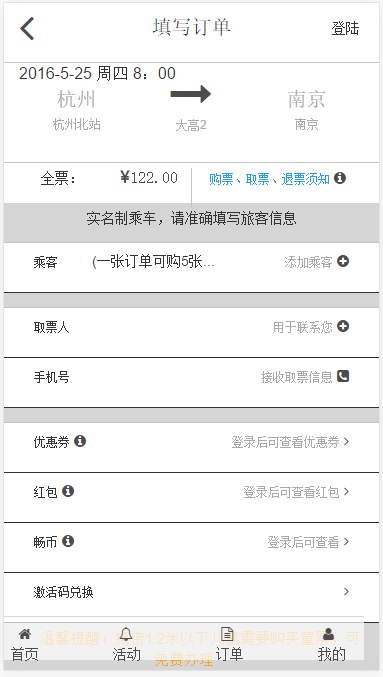 填写订单 登陆
2016-5-25 周四 8：00
杭州 南京
杭州北站 大高2 南京
全票： ¥122.00 购票、取票、退票须知
实名制乘车，请准确填写旅客信息
乘客 (一张订单可购5张... 添加乘客
取票人 用于联系您
手机号 接收取票信息
优惠券 登录后可查看优惠券
红包 登录后可查看红包
畅币 登录后可查看
激活码兑换
温馨提醒： 1.2米以下 需要购买 可
免费办理
首页 活动 订单 我的